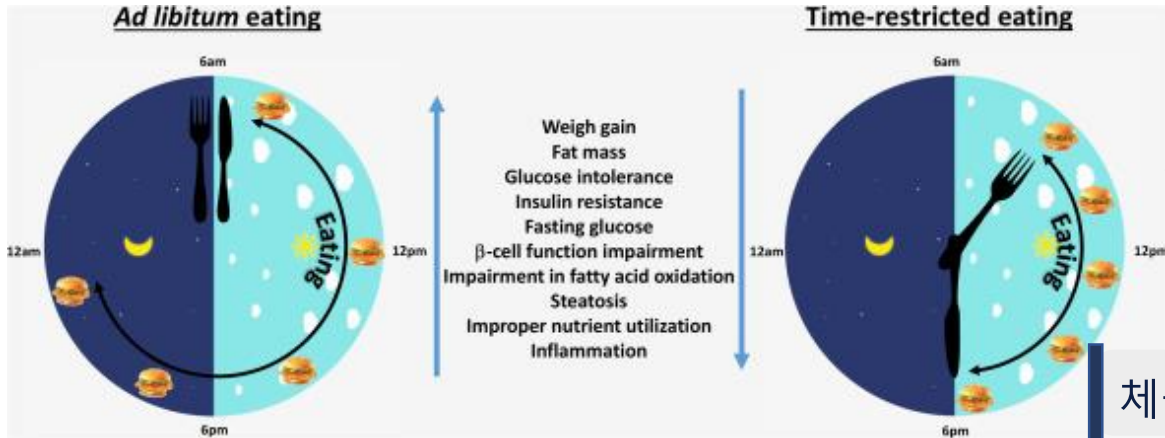 Ad libitum eating
6am
12am
12pm
6pm
Eating
Weigh gain
Fat mass
Glucose intolerance
Insulin resistance
Fasting glucose
β-cell function impairment
Impairment in fatty acid oxidation
Steatosis
Improper nutrient utilization
Inflammation
Time-restricted eating
6am
12am
12pm
6pm
Eating